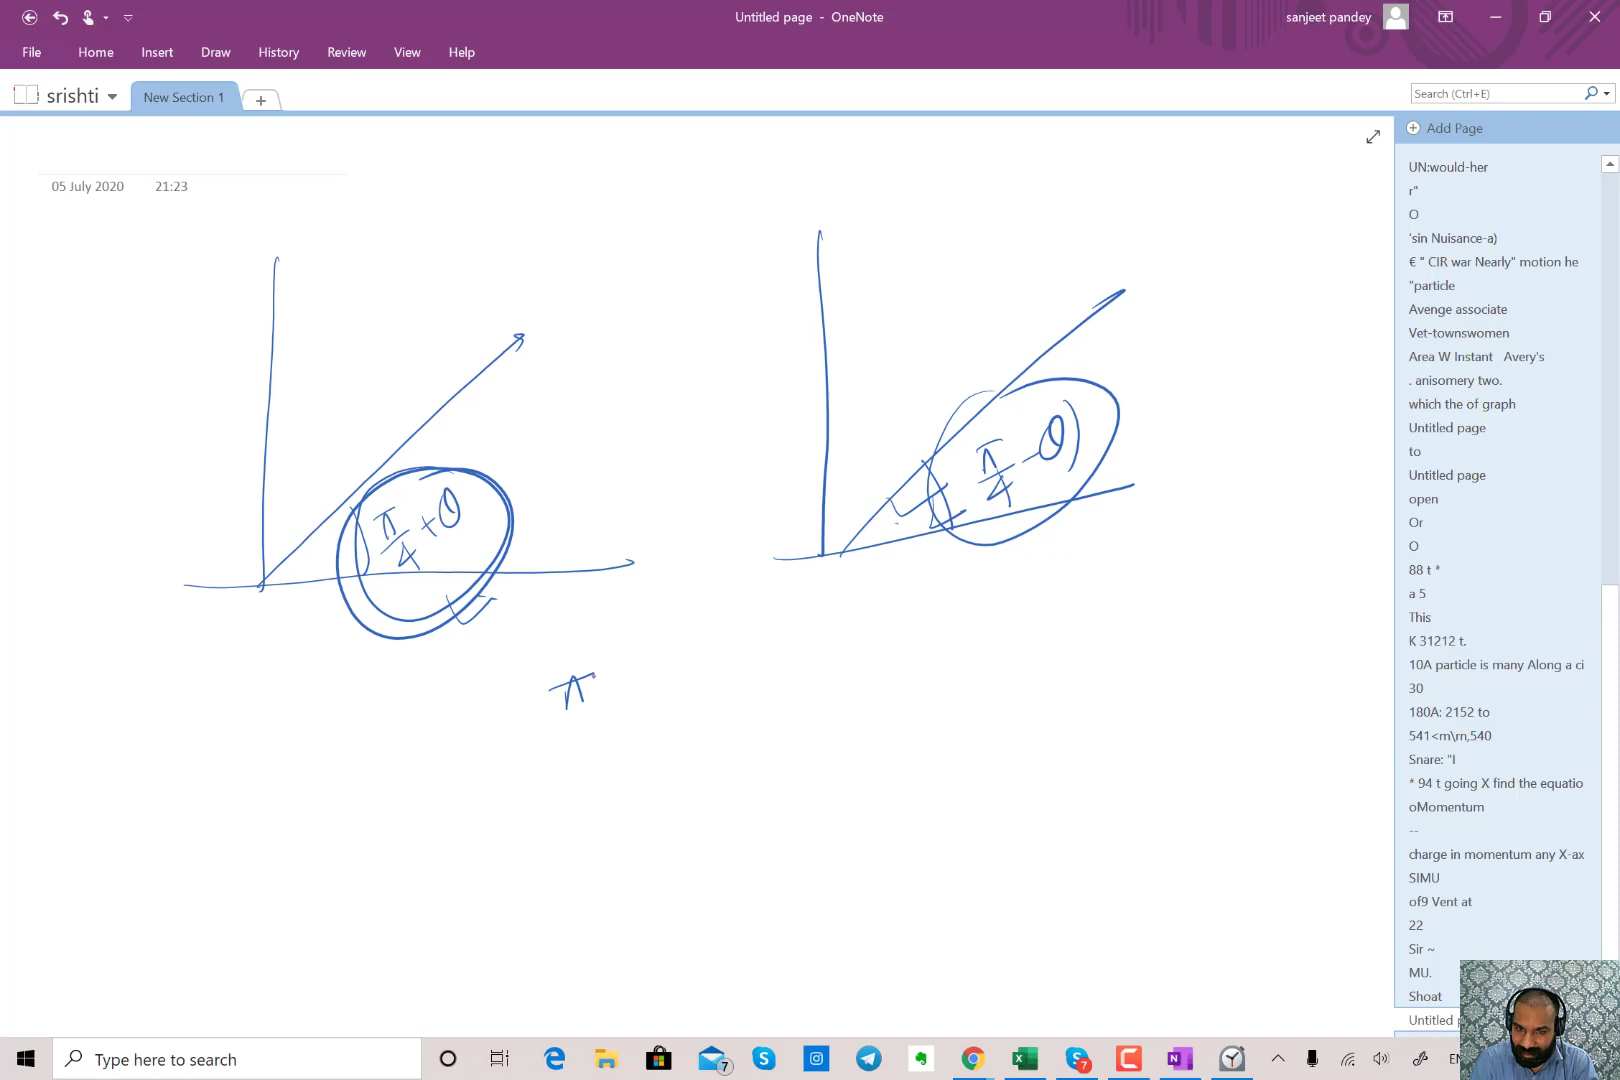 Untitled page - OneNote
sanjeet pandey
File Home Insert Draw History Review View Help
srishti
New Section 1
Search (Ctrl+E)
Add Page
05 July 2020 21:23
π/4 + θ
(π/4 - θ)
π
UN:would-her
r"
O
'sin Nuisance-a)
€ " CIR war Nearly" motion he
"particle
Avenge associate
Vet-townswomen
Area W Instant Avery's
. anisomery two.
which the of graph
Untitled page
to
Untitled page
open
Or
O
88 t *
a 5
This
K 31212 t.
10A particle is many Along a ci
30
180A: 2152 to
541<m\rn,540
Snare: "I
* 94 t going X find the equatio
oMomentum
--
charge in momentum any X-ax
SIMU
of9 Vent at
22
Sir ~
MU.
Shoat
Untitled
Type here to search
7
7